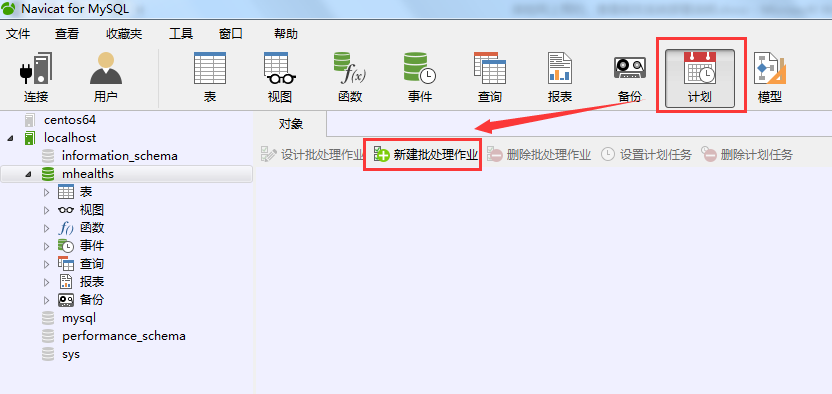 Navicat for MySQL
文件 查看 收藏夹 工具 窗口 帮助
连接 用户 表 视图 函数 事件 查询 报表 备份 计划 模型
centos64
对象
localhost
information_schema
设计批处理作业 新建批处理作业 删除批处理作业 设置计划任务 删除计划任务
mhealths
表
视图
函数
事件
查询
报表
备份
mysql
performance_schema
sys